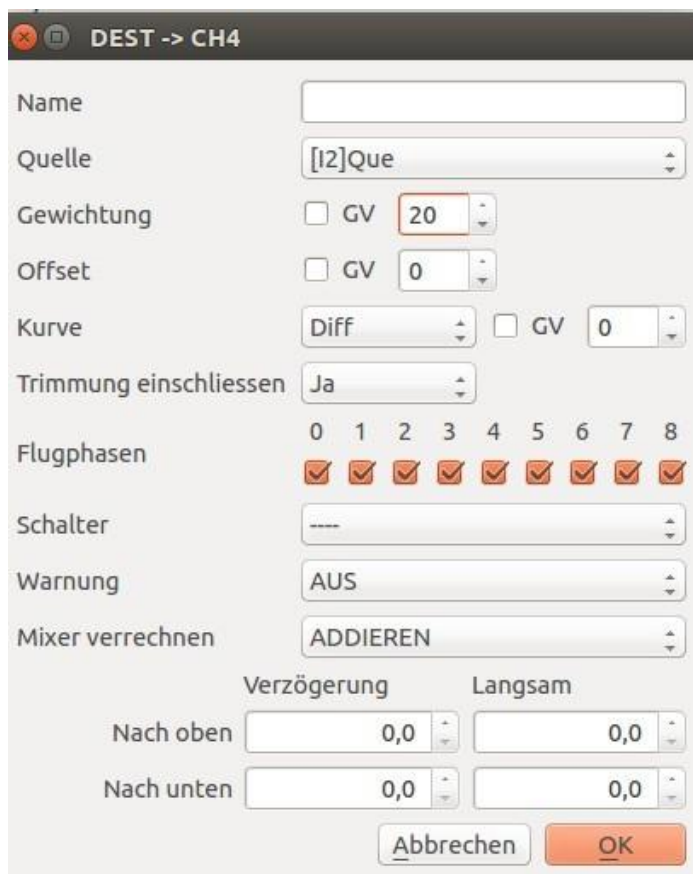 DEST -> CH4
Name
Quelle [I2]Que
Gewichtung GV 20
Offset GV 0
Kurve Diff GV 0
Trimmung einschliessen Ja
0 1 2 3 4 5 6 7 8
Flugphasen
Schalter ----
Warnung AUS
Mixer verrechnen ADDIEREN
Verzögerung Langsam
Nach oben 0,0 0,0
Nach unten 0,0 0,0
Abbrechen OK